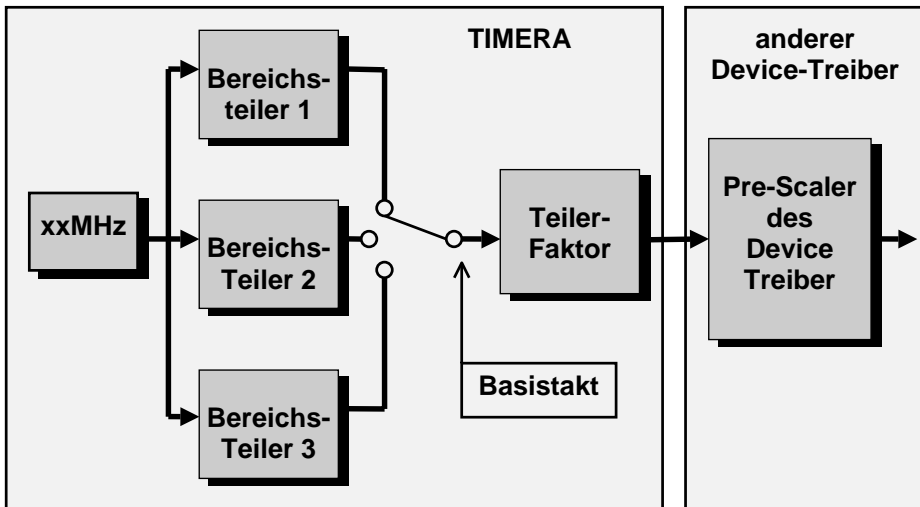 TIMERA
anderer
Device-Treiber
Bereichs-
teiler 1
xxMHz
Bereichs-
Teiler 2
Bereichs-
Teiler 3
Teiler-
Faktor
Basistakt
Pre-Scaler
des
Device
Treiber